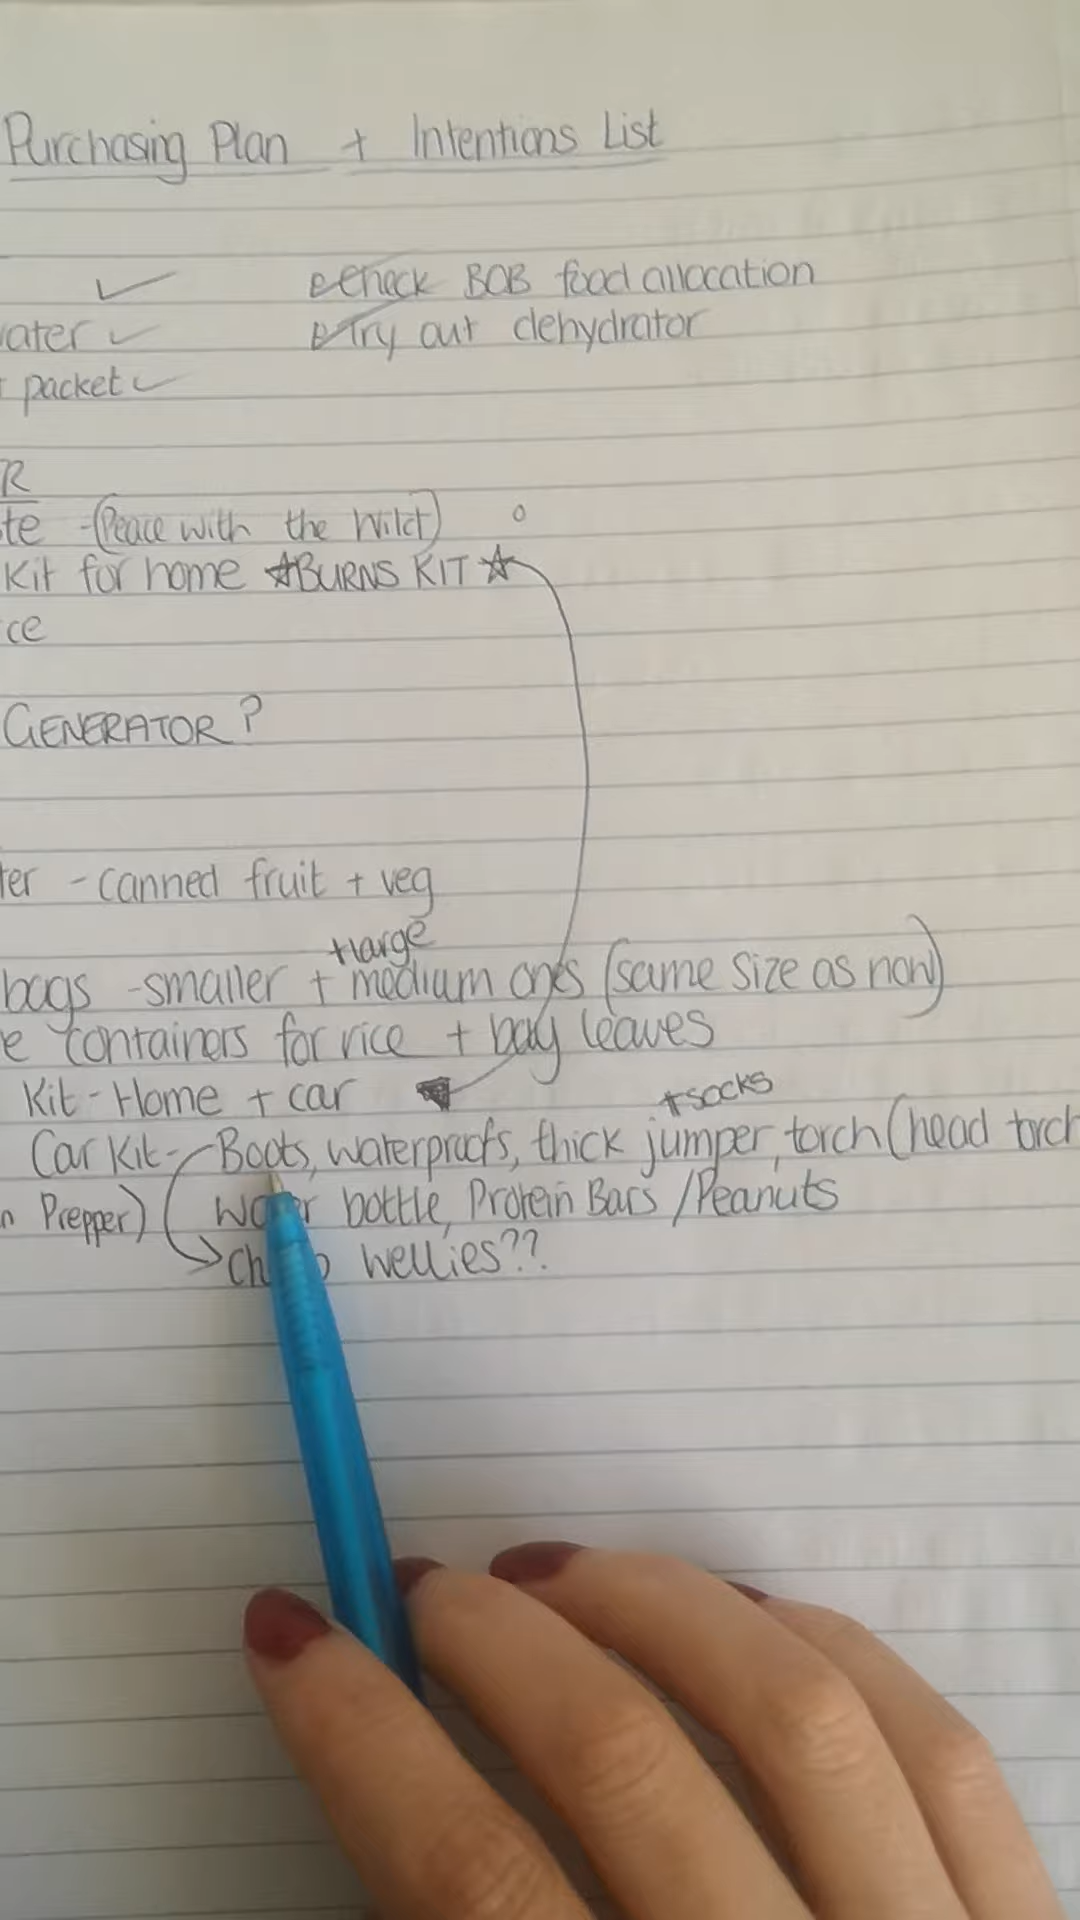 Purchasing Plan + Intentions List
✓ Check BOB food allocation
ater ✓ Try out dehydrator
packet ✓
R
te - (Peace with the Wild)
Kit for home ☆BURNS KIT☆
ce
GENERATOR?
ter - canned fruit + veg
+large
bags - smaller + medium ones (same size as now)
e containers for rice + bay leaves
Kit - Home + car
+socks
Car Kit - Boots, waterproofs, thick jumper, torch (head torch
n Prepper) water bottle, Protein Bars / Peanuts
wellies??